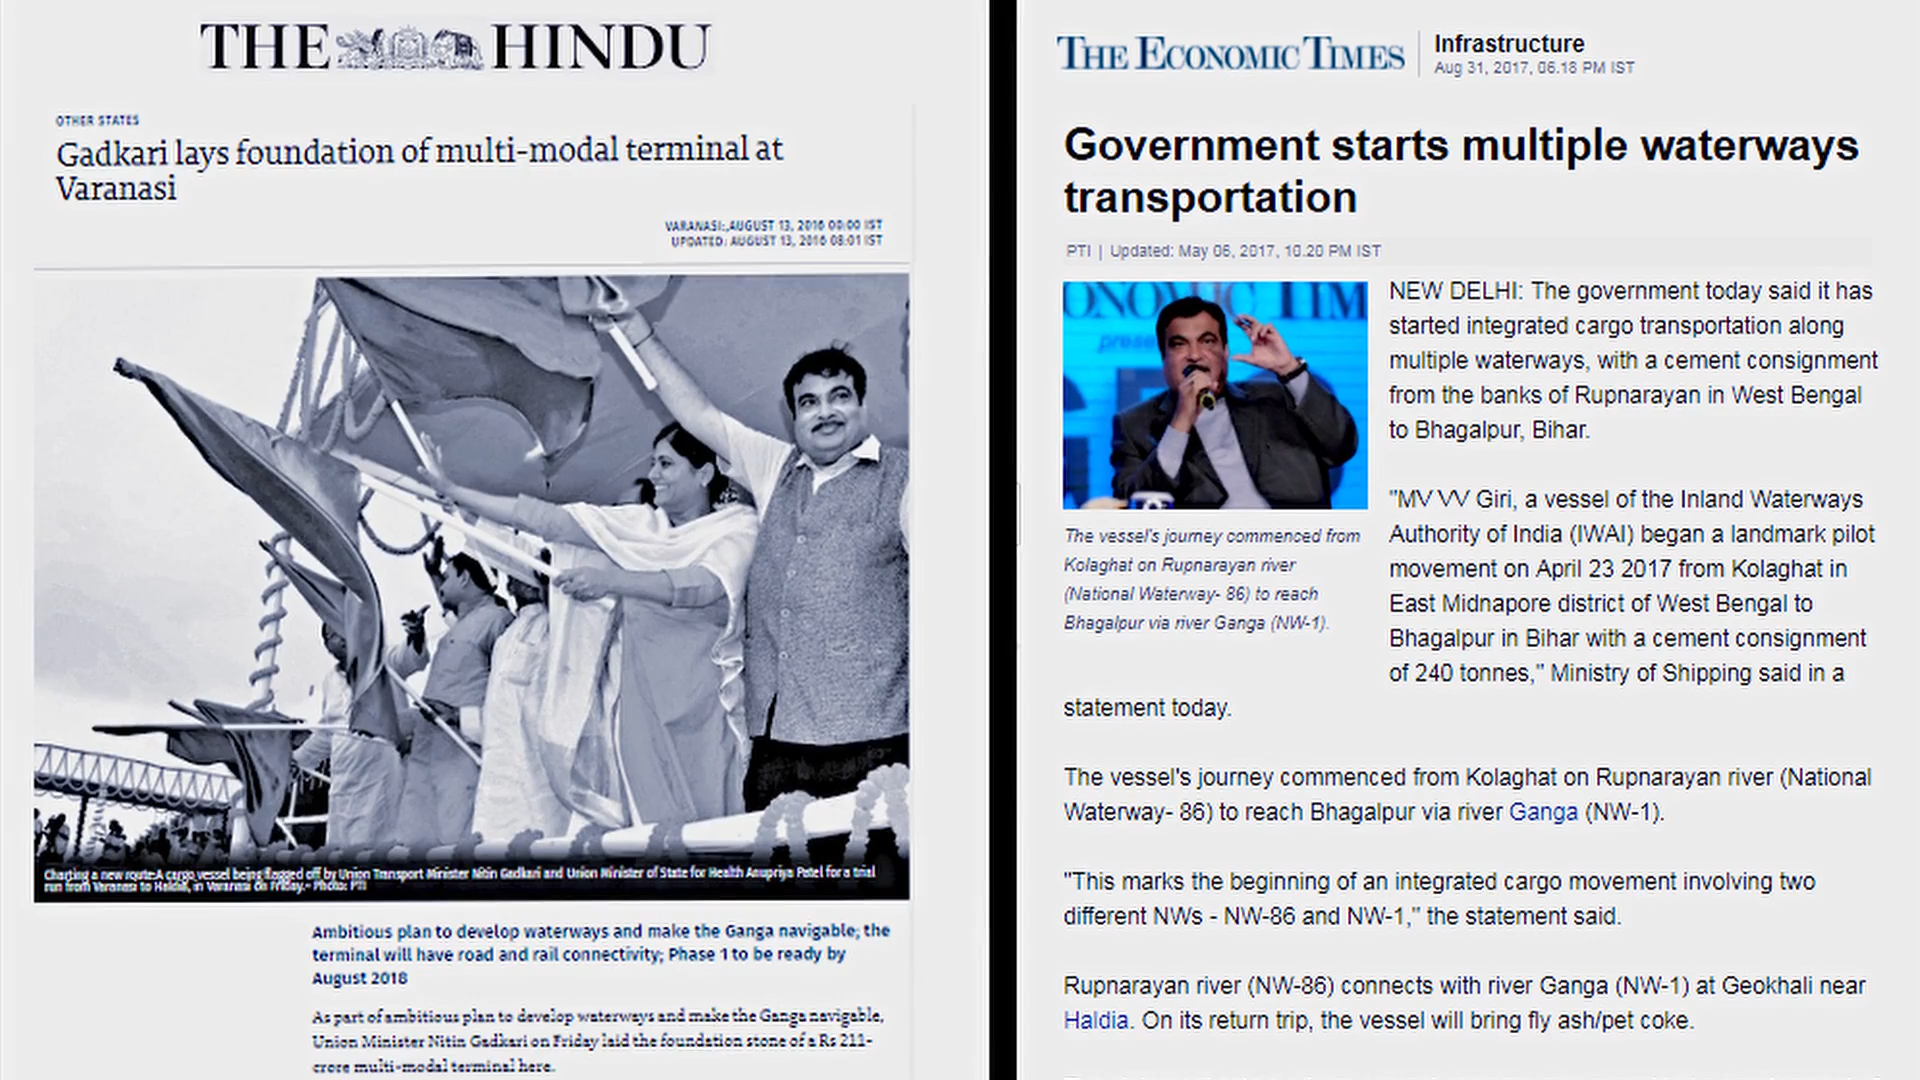 THE HINDU
OTHER STATES
Gadkari lays foundation of multi-modal terminal at
Varanasi
VARANASI:,AUGUST 13, 2016 00:00 IST
UPDATED: AUGUST 13, 2016 08:01 IST
Charting a new route:A cargo vessel being flagged off by Union Transport Minister Nitin Gadkari and Union Minister of State for Health Anupriya Patel for a trial
run from Varanasi to Haldia, in Varanasi on Friday.- Photo: PTI
Ambitious plan to develop waterways and make the Ganga navigable; the
terminal will have road and rail connectivity; Phase 1 to be ready by
August 2018
As part of ambitious plan to develop waterways and make the Ganga navigable,
Union Minister Nitin Gadkari on Friday laid the foundation stone of a Rs 211-
crore multi-modal terminal here.
THE ECONOMIC TIMES
Infrastructure
Aug 31, 2017, 06.18 PM IST
Government starts multiple waterways
transportation
PTI | Updated: May 06, 2017, 10.20 PM IST
ONOMIC TIM
prese
The vessel's journey commenced from
Kolaghat on Rupnarayan river
(National Waterway- 86) to reach
Bhagalpur via river Ganga (NW-1).
NEW DELHI: The government today said it has
started integrated cargo transportation along
multiple waterways, with a cement consignment
from the banks of Rupnarayan in West Bengal
to Bhagalpur, Bihar.
"MV VV Giri, a vessel of the Inland Waterways
Authority of India (IWAI) began a landmark pilot
movement on April 23 2017 from Kolaghat in
East Midnapore district of West Bengal to
Bhagalpur in Bihar with a cement consignment
of 240 tonnes," Ministry of Shipping said in a
statement today.
The vessel's journey commenced from Kolaghat on Rupnarayan river (National
Waterway- 86) to reach Bhagalpur via river Ganga (NW-1).
"This marks the beginning of an integrated cargo movement involving two
different NWs - NW-86 and NW-1," the statement said.
Rupnarayan river (NW-86) connects with river Ganga (NW-1) at Geokhali near
Haldia. On its return trip, the vessel will bring fly ash/pet coke.